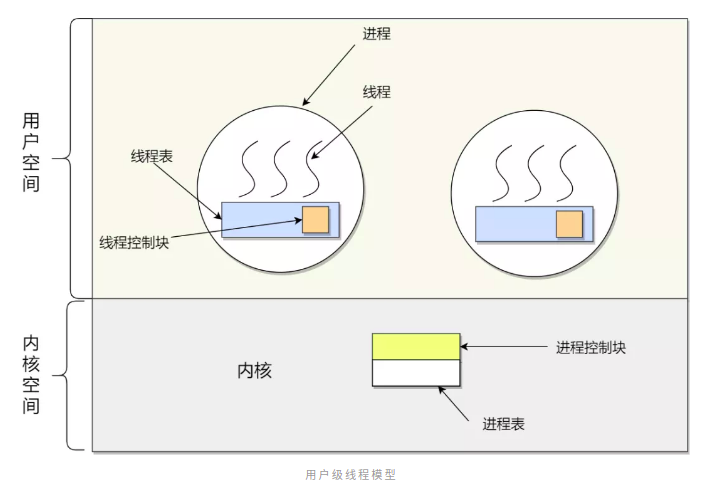 进程
线程
用户空间
线程表
线程控制块
内核空间
内核
进程控制块
进程表
用户级线程模型